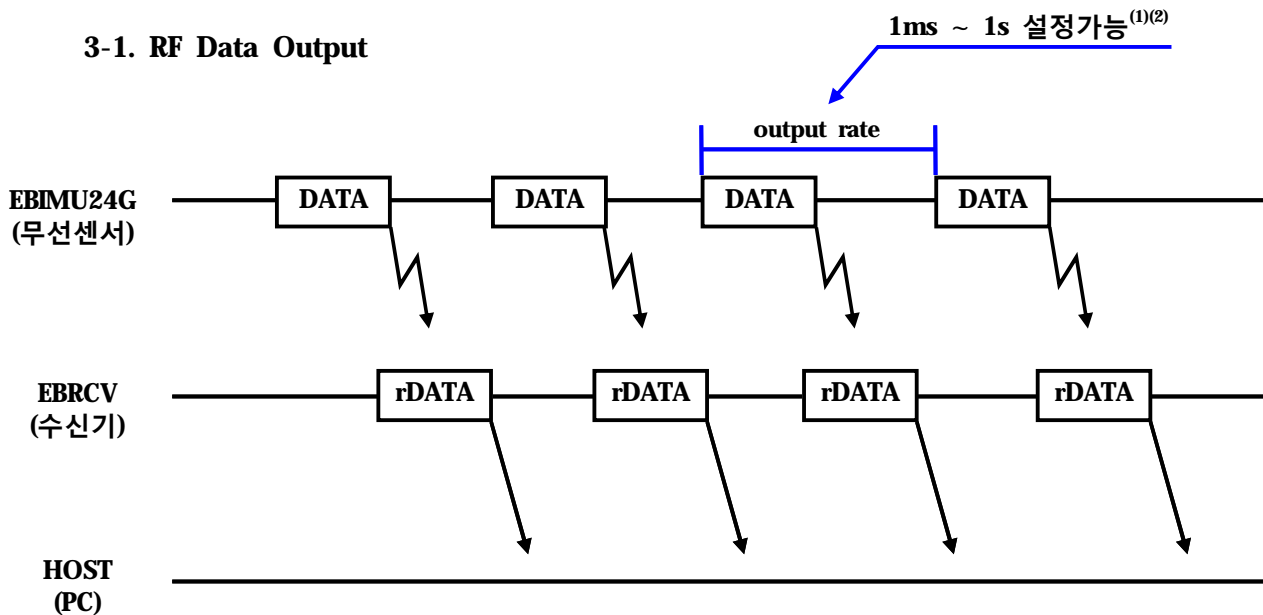 3-1. RF Data Output
1ms ~ 1s 설정가능(1)(2)
output rate
EBIMU24G
(무선센서)
DATA DATA DATA DATA
EBRCV
(수신기)
rDATA rDATA rDATA rDATA
HOST
(PC)